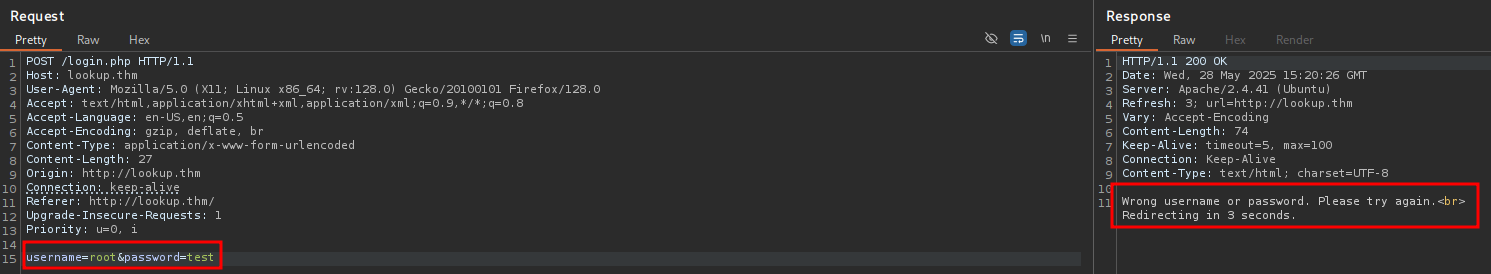 Request
Pretty Raw Hex
\n
1 POST /login.php HTTP/1.1
2 Host: lookup.thm
3 User-Agent: Mozilla/5.0 (X11; Linux x86_64; rv:128.0) Gecko/20100101 Firefox/128.0
4 Accept: text/html,application/xhtml+xml,application/xml;q=0.9,*/*;q=0.8
5 Accept-Language: en-US,en;q=0.5
6 Accept-Encoding: gzip, deflate, br
7 Content-Type: application/x-www-form-urlencoded
8 Content-Length: 27
9 Origin: http://lookup.thm
10 Connection: keep-alive
11 Referer: http://lookup.thm/
12 Upgrade-Insecure-Requests: 1
13 Priority: u=0, i
14
15 username=root&password=test
Response
Pretty Raw Hex Render
1 HTTP/1.1 200 OK
2 Date: Wed, 28 May 2025 15:20:26 GMT
3 Server: Apache/2.4.41 (Ubuntu)
4 Refresh: 3; url=http://lookup.thm
5 Vary: Accept-Encoding
6 Content-Length: 74
7 Keep-Alive: timeout=5, max=100
8 Connection: Keep-Alive
9 Content-Type: text/html; charset=UTF-8
10
11 Wrong username or password. Please try again.<br>
Redirecting in 3 seconds.